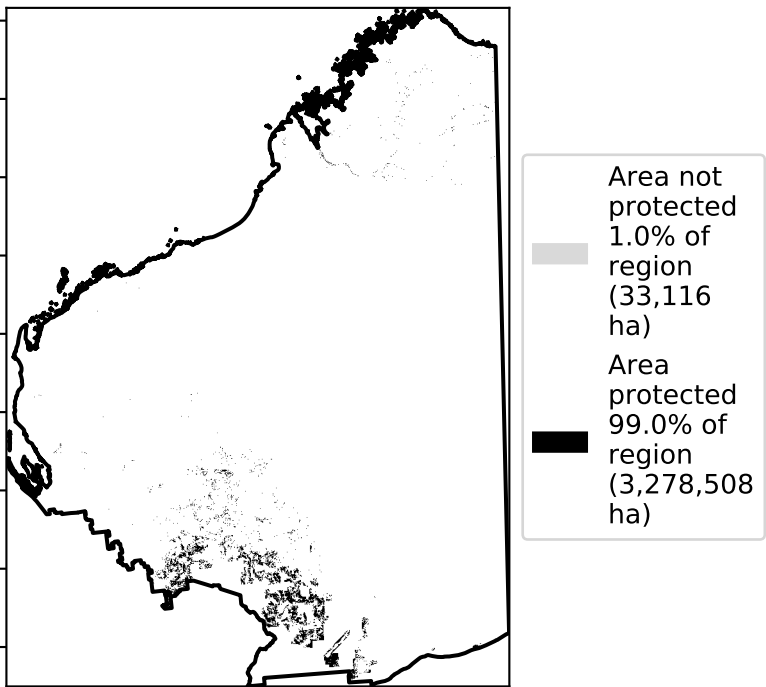 Area not
protected
1.0% of
region
(33,116
ha)
Area
protected
99.0% of
region
(3,278,508
ha)